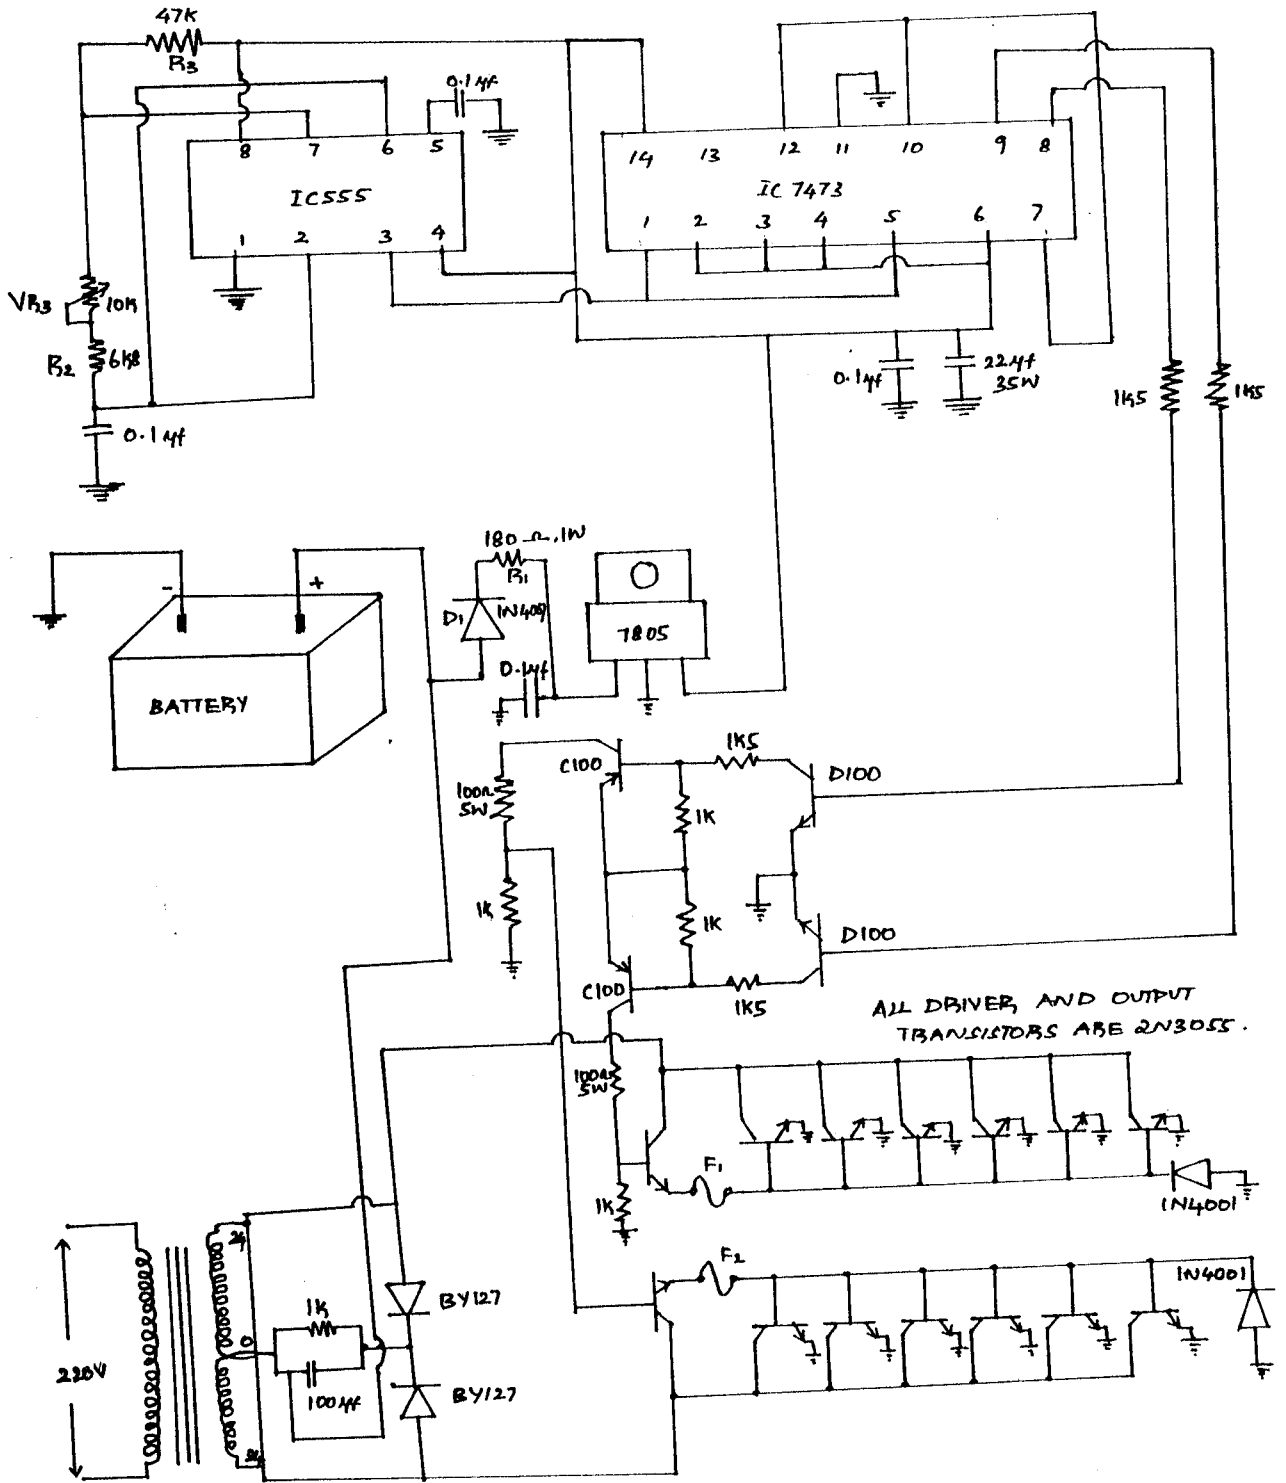 47K
R3
0.1µf
8 7 6 5
IC555
1 2 3 4
14 13 12 11 10 9 8
IC 7473
1 2 3 4 5 6 7
VR3
10K
R2
6K8
0.1µf
0.1µf
22µf
35W
1K5
1K5
180Ω,1W
R1
D1
1N4007
0.1µf
7805
-
+
BATTERY
C100
1K5
D100
100Ω
5W
1K
1K
1K
D100
C100
1K5
ALL DRIVER AND OUTPUT
TRANSISTORS ARE 2N3055.
100Ω
5W
F1
1K
1N4001
F2
1N4001
24
0
24
1K
BY127
220V
100µf
BY127